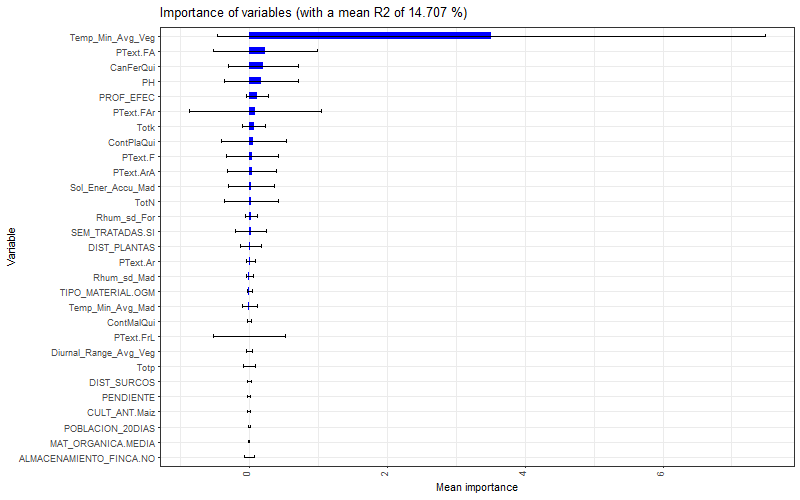 Importance of variables (with a mean R2 of 14.707 %)
Variable
Temp_Min_Avg_Veg
PText.FA
CanFerQui
PH
PROF_EFEC
PText.FAr
Totk
ContPlaQui
PText.F
PText.ArA
Sol_Ener_Accu_Mad
TotN
Rhum_sd_For
SEM_TRATADAS.SI
DIST_PLANTAS
PText.Ar
Rhum_sd_Mad
TIPO_MATERIAL.OGM
Temp_Min_Avg_Mad
ContMalQui
PText.FrL
Diurnal_Range_Avg_Veg
Totp
DIST_SURCOS
PENDIENTE
CULT_ANT.Maiz
POBLACION_20DIAS
MAT_ORGANICA.MEDIA
ALMACENAMIENTO_FINCA.NO
0 2 4 6
Mean importance